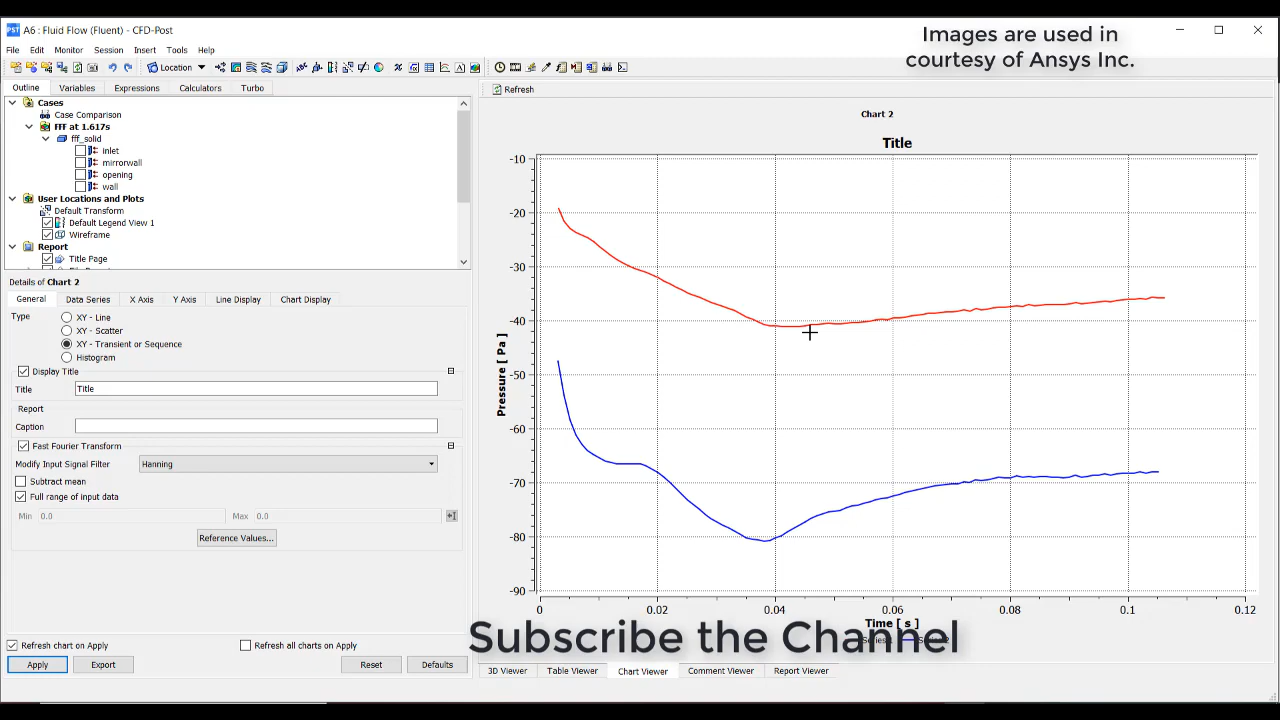 A6 : Fluid Flow (Fluent) - CFD-Post
Images are used in
courtesy of Ansys Inc.
File Edit Monitor Session Insert Tools Help
Location
Outline Variables Expressions Calculators Turbo
Refresh
Cases
Case Comparison
FFF at 1.617s
fff_solid
inlet
mirrorwall
opening
wall
User Locations and Plots
Default Transform
Default Legend View 1
Wireframe
Report
Title Page
Details of Chart 2
General Data Series X Axis Y Axis Line Display Chart Display
Type
XY - Line
XY - Scatter
XY - Transient or Sequence
Histogram
Display Title
Title Title
Report
Caption
Fast Fourier Transform
Modify Input Signal Filter Hanning
Subtract mean
Full range of input data
Min 0.0 Max 0.0
Reference Values...
Refresh chart on Apply Refresh all charts on Apply
Apply Export Reset Defaults
Chart 2
Title
-10
-20
-30
-40
-50
-60
-70
-80
-90
Pressure [ Pa ]
0 0.02 0.04 0.06 0.08 0.1 0.12
Time [ s ]
Subscribe the Channel
3D Viewer Table Viewer Chart Viewer Comment Viewer Report Viewer